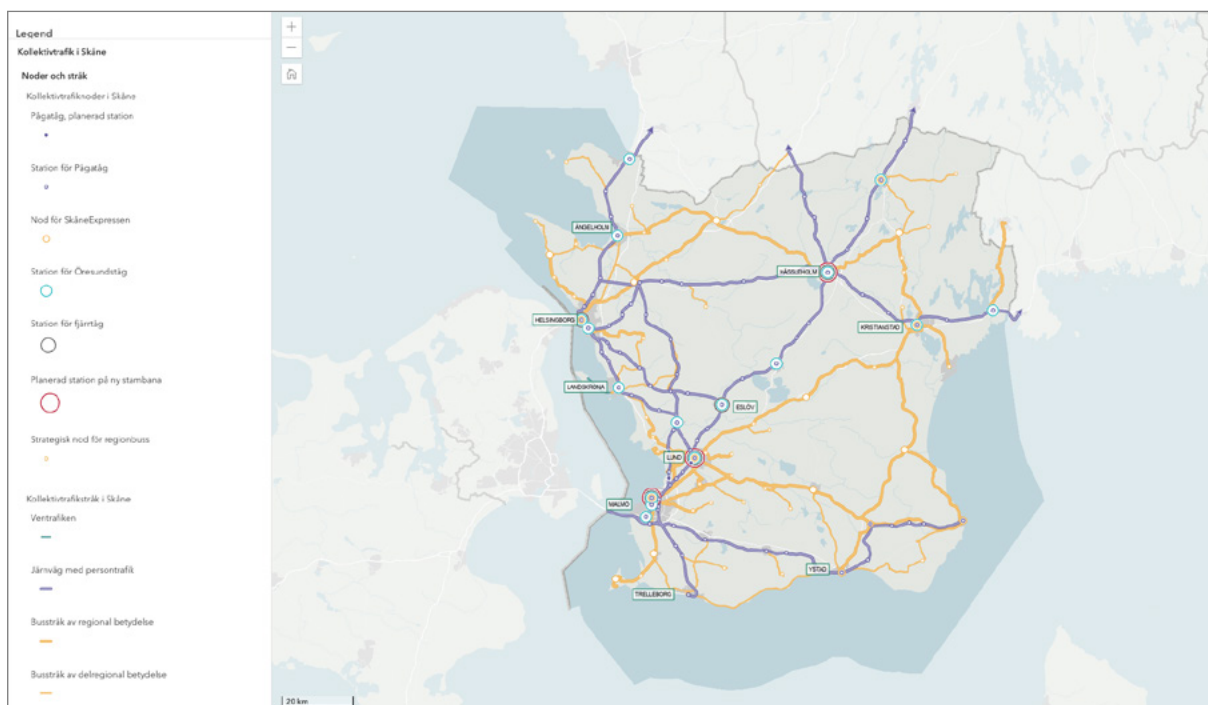 Legend
Kollektivtrafik i Skåne
Noder och stråk
Kollektivtrafiknoder i Skåne
Pågatåg, planerad station
Station för Pågatåg
Nod för SkåneExpressen
Station för Öresundståg
Station för fjärrtåg
Planerad station på ny stambana
Strategisk nod för regionbuss
Kollektivtrafikstråk i Skåne
Ventrafiken
Järnväg med persontrafik
Busstråk av regional betydelse
Busstråk av delregional betydelse
+
−
ÄNGELHOLM
HÄSSLEHOLM
HELSINGBORG
KRISTIANSTAD
LANDSKRONA
ESLÖV
LUND
MALMÖ
YSTAD
TRELLEBORG
20 km